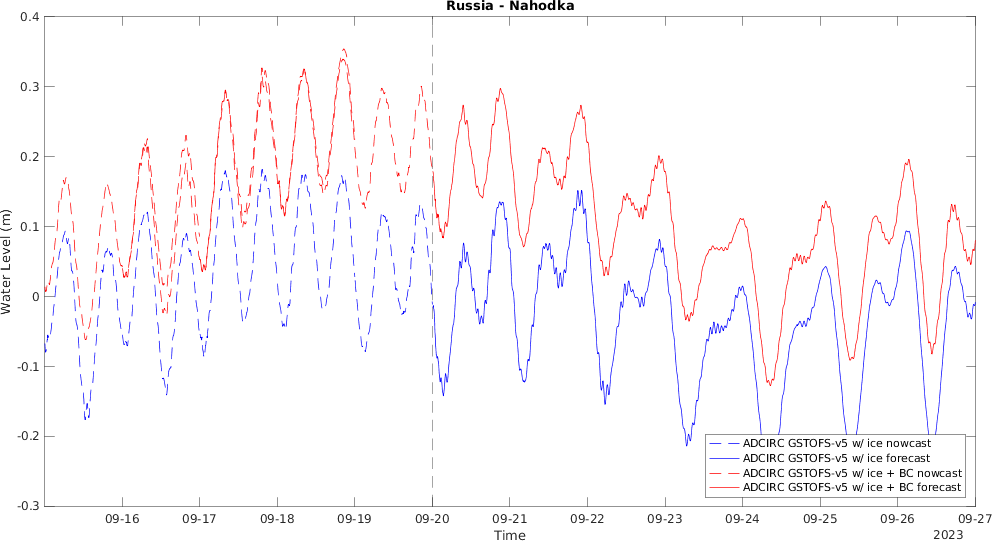 Russia - Nahodka
0.4
0.3
0.2
0.1
0
-0.1
-0.2
-0.3
Water Level (m)
ADCIRC GSTOFS-v5 w/ ice nowcast
ADCIRC GSTOFS-v5 w/ ice forecast
ADCIRC GSTOFS-v5 w/ ice + BC nowcast
ADCIRC GSTOFS-v5 w/ ice + BC forecast
09-16 09-17 09-18 09-19 09-20 09-21 09-22 09-23 09-24 09-25 09-26 09-27
Time
2023